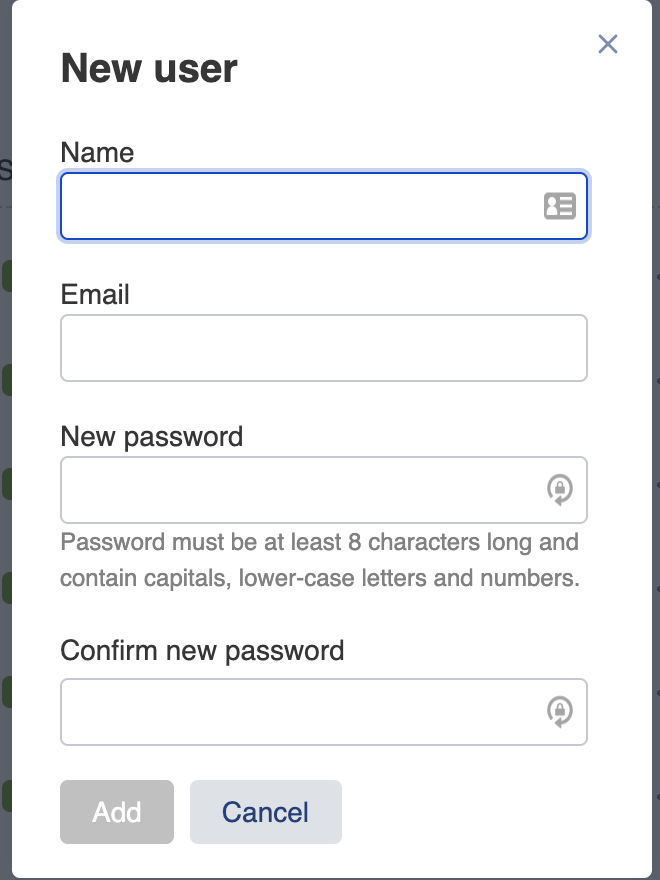 New user
Name
Email
New password
Password must be at least 8 characters long and
contain capitals, lower-case letters and numbers.
Confirm new password
Add
Cancel